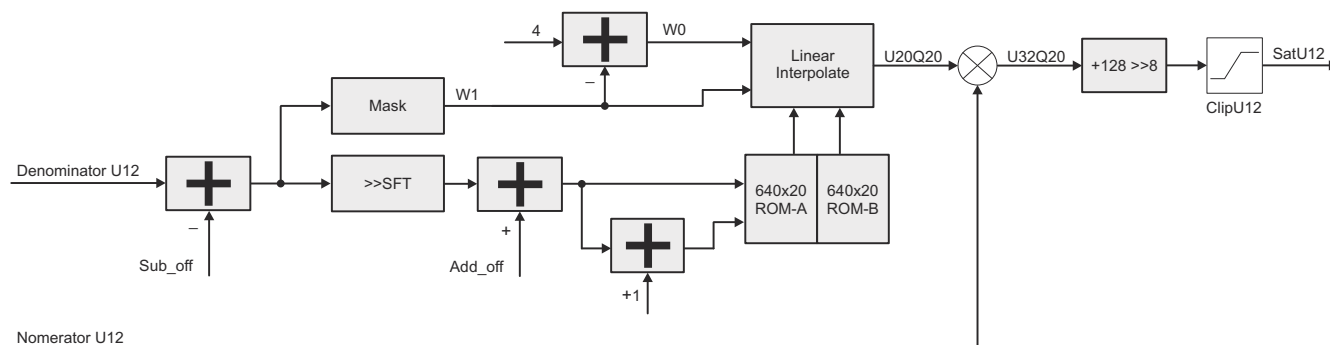 4
W0
Linear
Interpolate
U20Q20
U32Q20
+128 >>8
SatU12
ClipU12
–
Mask
W1
Denominator U12
>>SFT
640x20
ROM-A
640x20
ROM-B
–
Sub_off
+
Add_off
+1
Nomerator U12